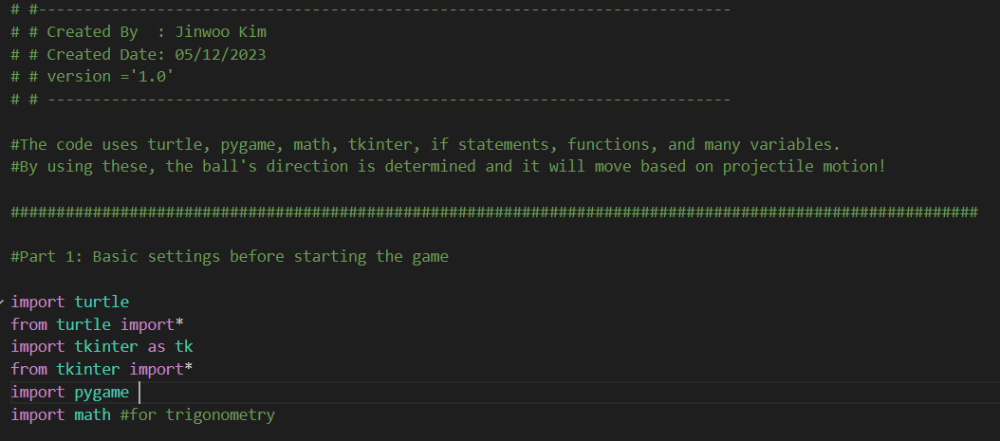 # #----------------------------------------------------------------------------
# # Created By  : Jinwoo Kim
# # Created Date: 05/12/2023
# # version ='1.0'
# # ---------------------------------------------------------------------------
#The code uses turtle, pygame, math, tkinter, if statements, functions, and many variables.
#By using these, the ball's direction is determined and it will move based on projectile motion!
##########################################################################################################
#Part 1: Basic settings before starting the game
import turtle
from turtle import*
import tkinter as tk
from tkinter import*
import pygame
import math #for trigonometry